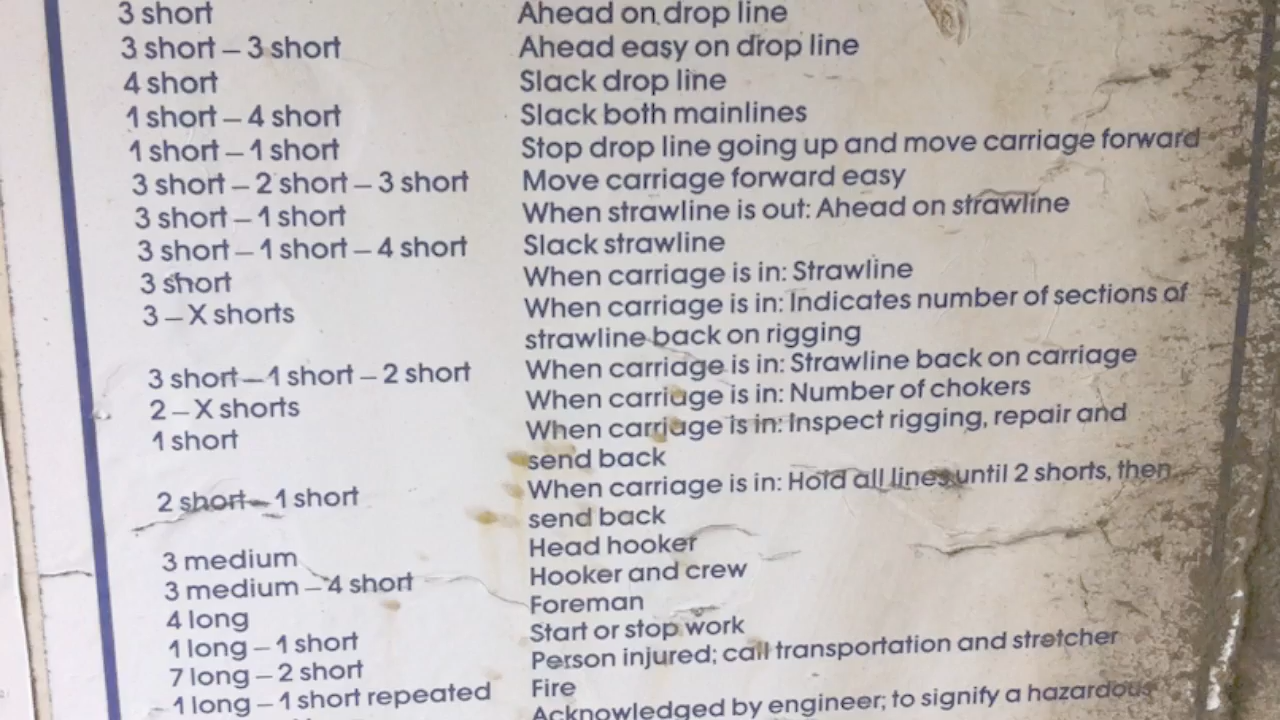 3 short Ahead on drop line
3 short – 3 short Ahead easy on drop line
4 short Slack drop line
1 short – 4 short Slack both mainlines
1 short – 1 short Stop drop line going up and move carriage forward
3 short – 2 short – 3 short Move carriage forward easy
3 short – 1 short When strawline is out: Ahead on strawline
3 short – 1 short – 4 short Slack strawline
3 short When carriage is in: Strawline
3 – X shorts When carriage is in: Indicates number of sections of
strawline back on rigging
3 short – 1 short – 2 short When carriage is in: Strawline back on carriage
2 – X shorts When carriage is in: Number of chokers
1 short When carriage is in: Inspect rigging, repair and
send back
2 short – 1 short When carriage is in: Hold all lines until 2 shorts, then
send back
3 medium Head hooker
3 medium – 4 short Hooker and crew
4 long Foreman
1 long – 1 short Start or stop work
7 long – 2 short Person injured; call transportation and stretcher
1 long – 1 short repeated Fire
Acknowledged by engineer; to signify a hazardous